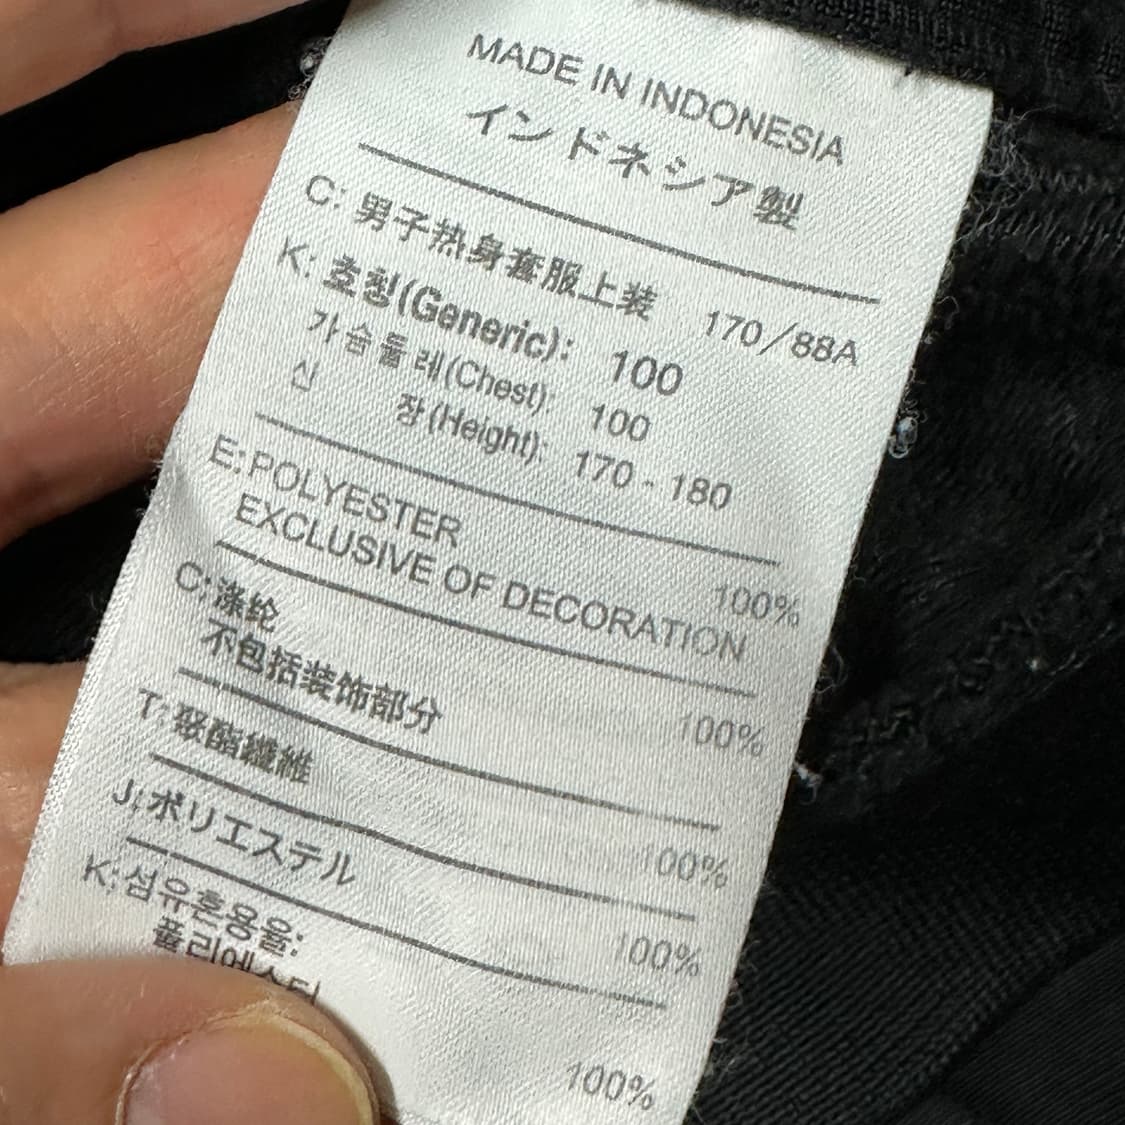 MADE IN INDONESIA
インドネシア製
C: 男子热身套服上装 170/88A
K: 호칭(Generic): 100
가슴둘레(Chest): 100
신 장(Height): 170 - 180
E: POLYESTER 100%
EXCLUSIVE OF DECORATION
C: 涤纶 100%
不包括装饰部分
T: 聚酯纖維 100%
J: ポリエステル 100%
K: 섬유혼용율:
폴리에스터 100%